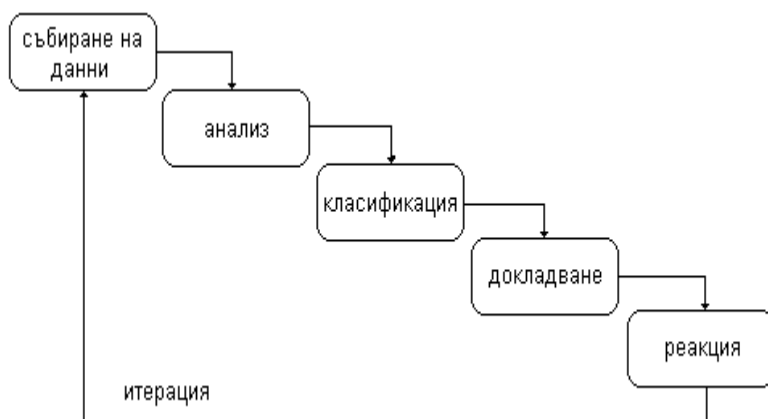 събиране на
данни
анализ
класификация
докладване
реакция
итерация